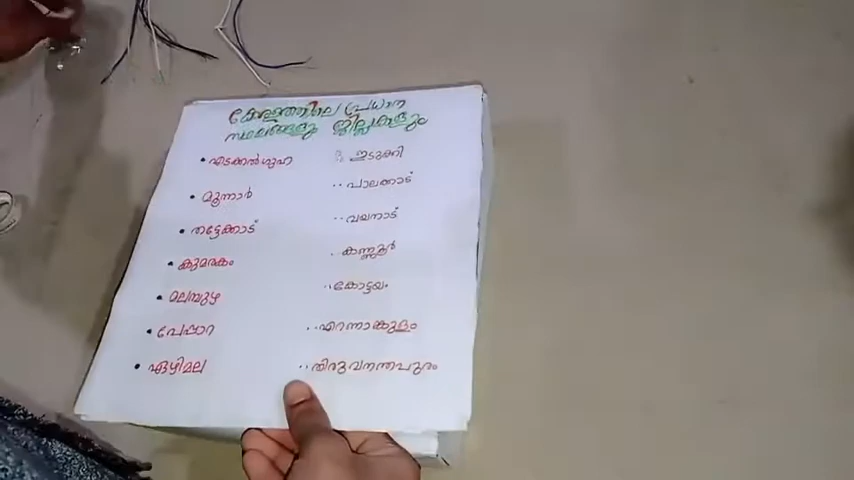 കേരളത്തിലെ പ്രധാന
സ്ഥലങ്ങളും ജില്ലകളും
• എടക്കൽഗുഹ • • ഇടുക്കി
• മൂന്നാർ • • പാലക്കാട്
• തട്ടേക്കാട് • • വയനാട്
• കുമരകം • • കണ്ണൂർ
• മലമ്പുഴ • • കോട്ടയം
• പേപ്പാറ • • എറണാകുളം
• ഏഴിമല • • തിരുവനന്തപുരം